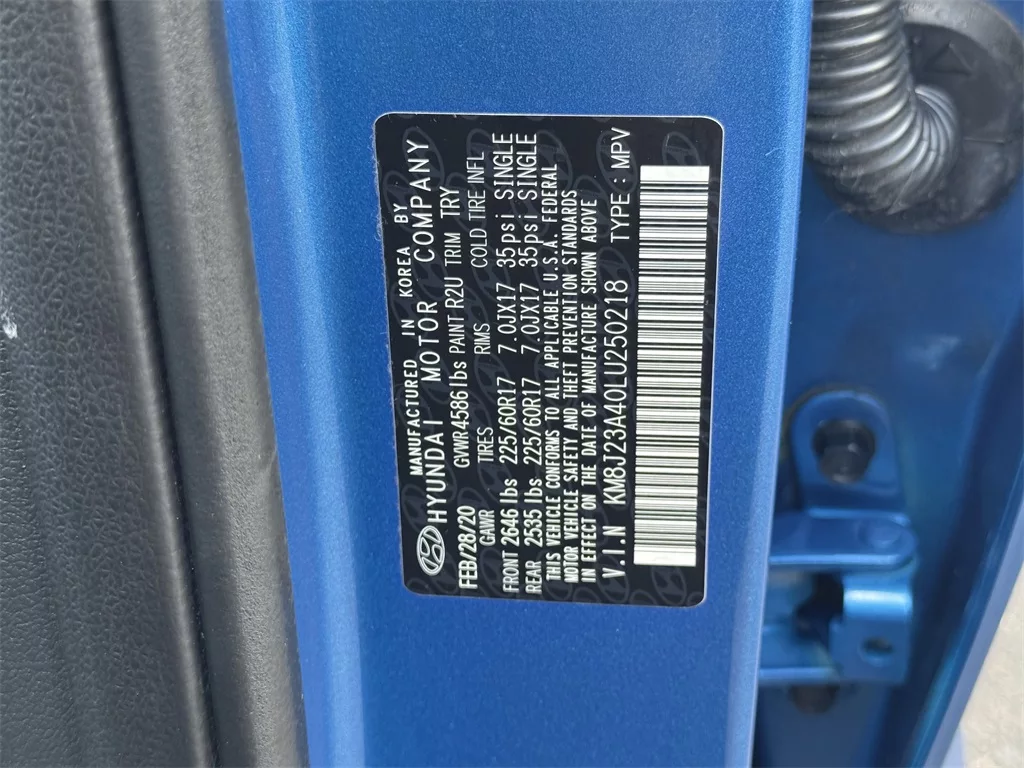 MANUFACTURED IN KOREA BY
HYUNDAI MOTOR COMPANY
FEB/28/20 GVWR 4586 lbs PAINT R2U TRIM TRY
GAWR TIRES RIMS COLD TIRE INFL
FRONT 2646 lbs 225/60R17 7.0JX17 35psi SINGLE
REAR 2535 lbs 225/60R17 7.0JX17 35psi SINGLE
THIS VEHICLE CONFORMS TO ALL APPLICABLE U.S.A. FEDERAL
MOTOR VEHICLE SAFETY AND THEFT PREVENTION STANDARDS
IN EFFECT ON THE DATE OF MANUFACTURE SHOWN ABOVE
V.I.N KM8J23A40LU250218 TYPE : MPV